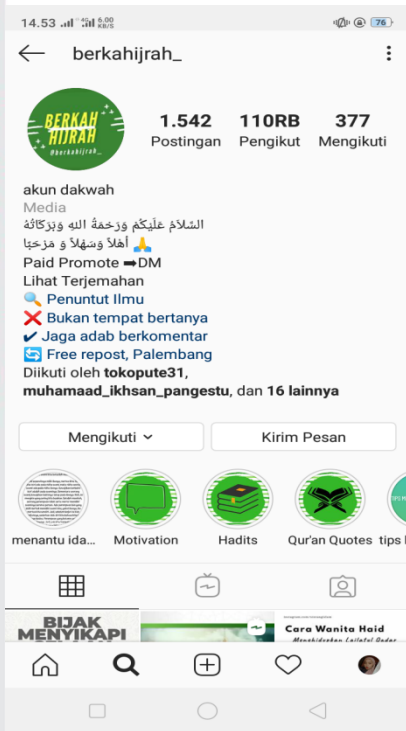 14.53 4G 6.00 KB/S 76
berkahijrah_
BERKAH
HIJRAH
@berkahijrah_
1.542 110RB 377
Postingan Pengikut Mengikuti
akun dakwah
Media
السَّلاَمُ عَلَيْكُمْ وَرَحْمَةُ اللهِ وَبَرَكَاتُهُ
🙏 أَهْلاً وَسَهْلاً وَ مَرْحَبًا
Paid Promote ➡DM
Lihat Terjemahan
🔍 Penuntut Ilmu
❌ Bukan tempat bertanya
✔ Jaga adab berkomentar
🔄 Free repost, Palembang
Diikuti oleh tokopute31,
muhamaad_ikhsan_pangestu, dan 16 lainnya
Mengikuti Kirim Pesan
menantu ida... Motivation Hadits Qur'an Quotes tips
BIJAK
MENYIKAPI
Cara Wanita Haid